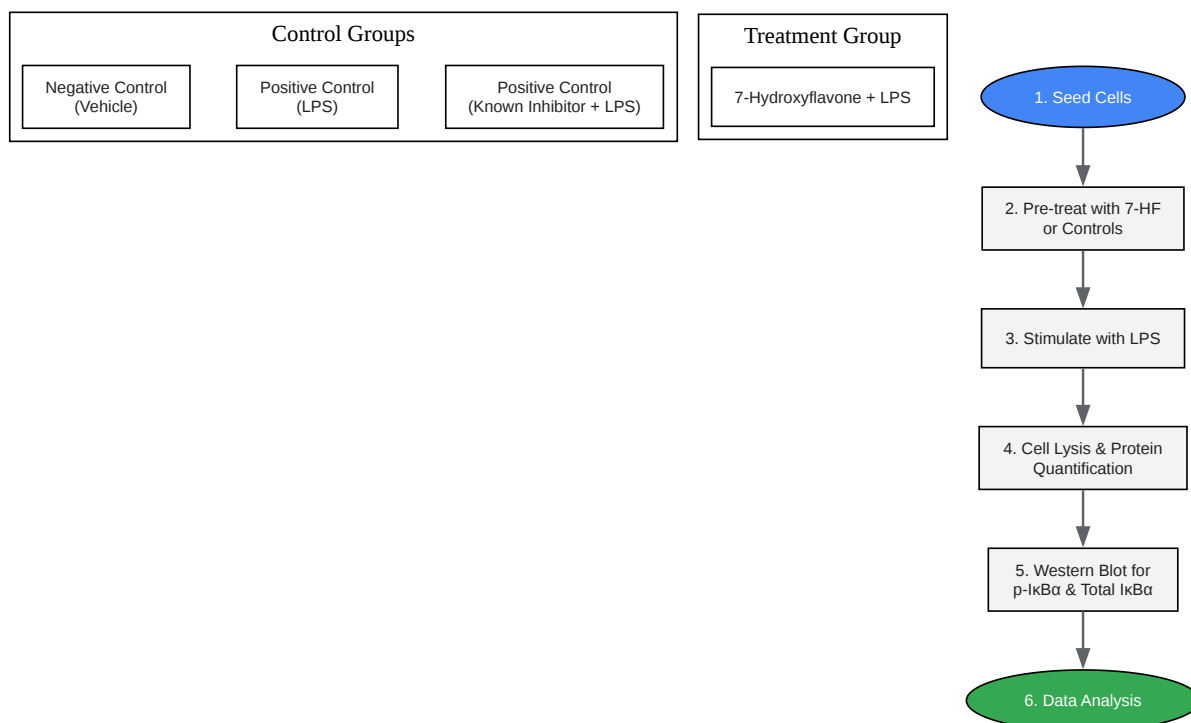 Control Groups
Negative Control
(Vehicle)
Positive Control
(LPS)
Positive Control
(Known Inhibitor + LPS)
Treatment Group
7-Hydroxyflavone + LPS
1. Seed Cells
2. Pre-treat with 7-HF
or Controls
3. Stimulate with LPS
4. Cell Lysis & Protein
Quantification
5. Western Blot for
p-IκBα & Total IκBα
6. Data Analysis